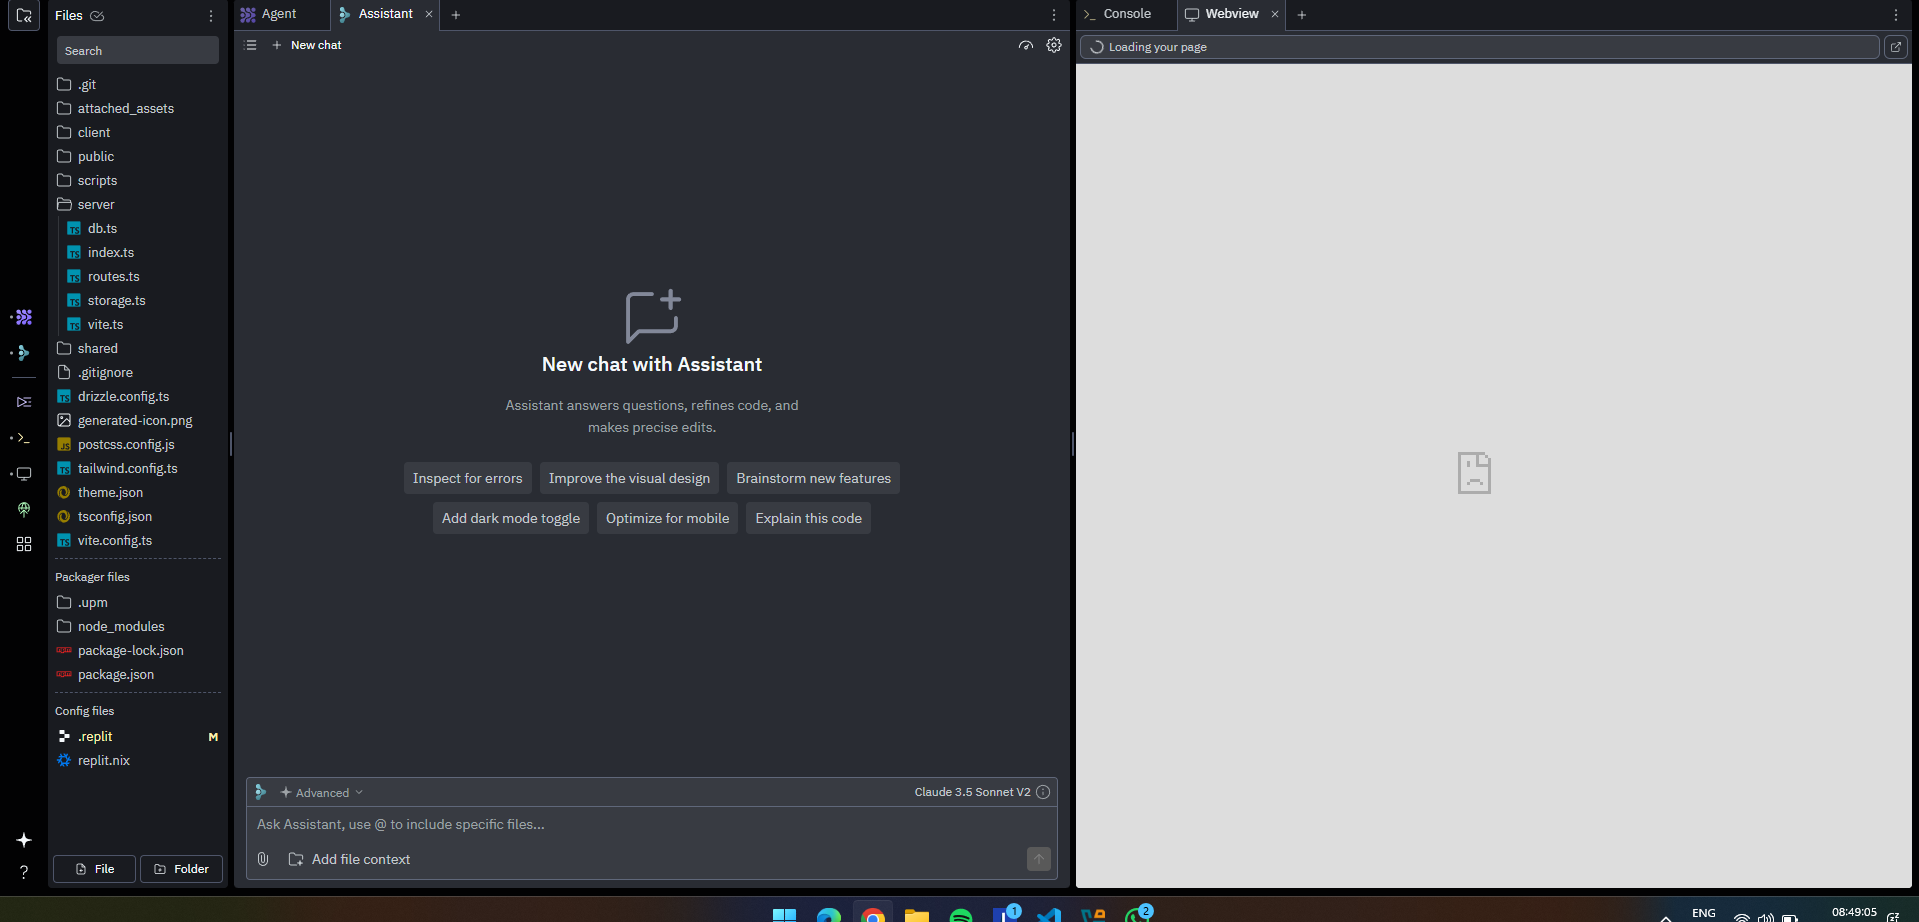 Files
Search
.git
attached_assets
client
public
scripts
server
db.ts
index.ts
routes.ts
storage.ts
vite.ts
shared
.gitignore
drizzle.config.ts
generated-icon.png
postcss.config.js
tailwind.config.ts
theme.json
tsconfig.json
vite.config.ts
Packager files
.upm
node_modules
package-lock.json
package.json
Config files
.replit M
replit.nix
File Folder
Agent Assistant
New chat
New chat with Assistant
Assistant answers questions, refines code, and
makes precise edits.
Inspect for errors Improve the visual design Brainstorm new features
Add dark mode toggle Optimize for mobile Explain this code
Advanced Claude 3.5 Sonnet V2
Ask Assistant, use @ to include specific files...
Add file context
Console Webview
Loading your page
1 2
ENG 08:49:05